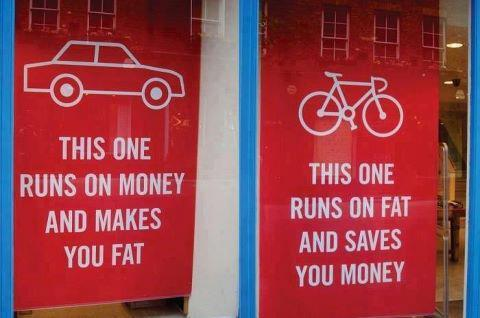 THIS ONE
RUNS ON MONEY
AND MAKES
YOU FAT
THIS ONE
RUNS ON FAT
AND SAVES
YOU MONEY